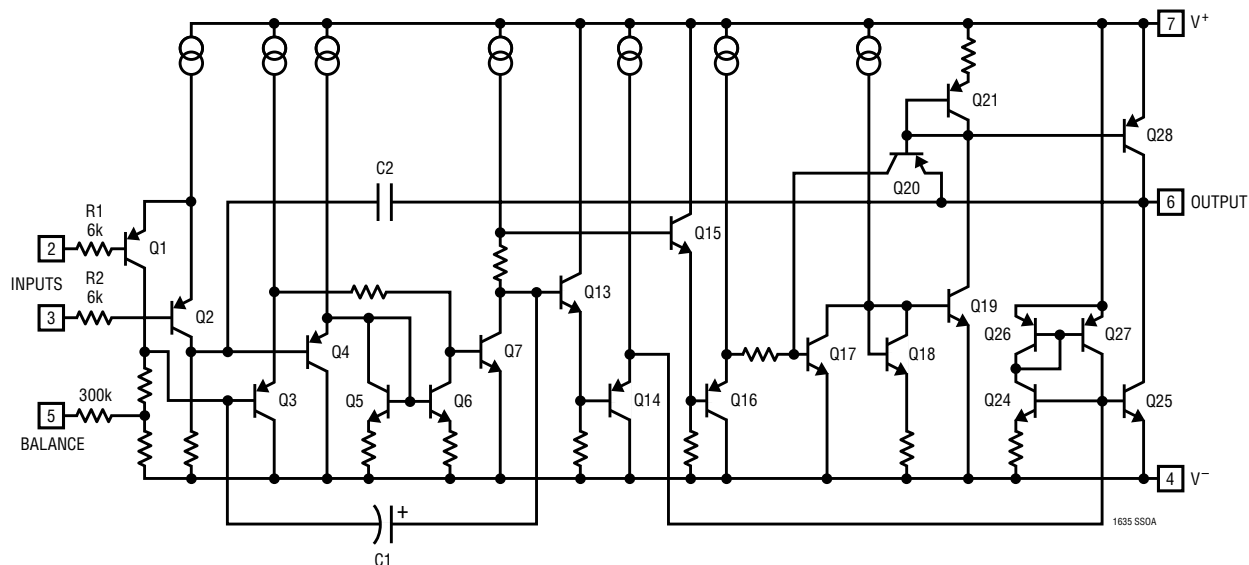 7 V+
Q21
Q28
C2
Q20
R1
6k
6 OUTPUT
Q15
2
Q1
INPUTS
R2
6k
Q13
Q19
3
Q2
Q26
Q27
Q4
Q7
Q17
Q18
300k
Q3
Q5
Q6
Q14
Q16
Q24
Q25
5
BALANCE
4 V−
+
1635 SSOA
C1